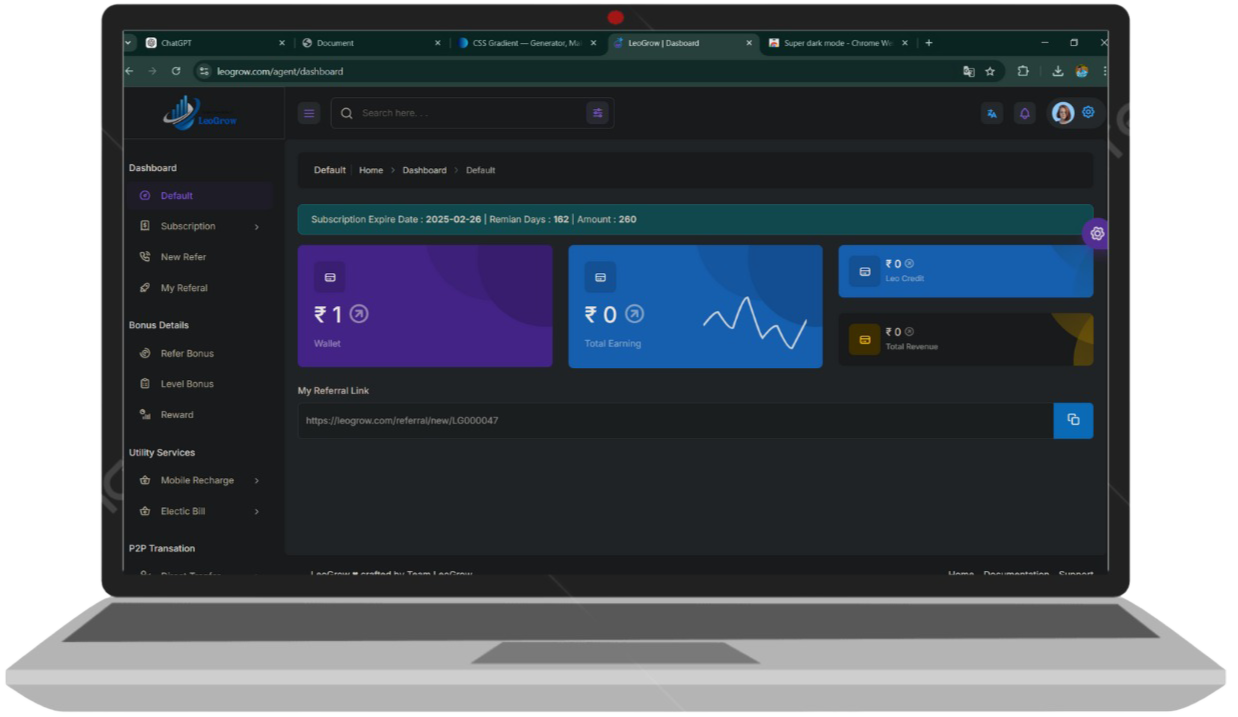 ChatGPT
Document
CSS Gradient — Generator, Ma
LeoGrow | Dasboard
Super dark mode - Chrome We
leogrow.com/agent/dashboard
LeoGrow
Search here. . .
Dashboard
Default
Subscription
New Refer
My Referal
Bonus Details
Refer Bonus
Level Bonus
Reward
Utility Services
Mobile Recharge
Electic Bill
P2P Transation
Direct Tranfer
Default Home > Dashboard > Default
Subscription Expire Date : 2025-02-26 | Remian Days : 162 | Amount : 260
₹ 1
Wallet
₹ 0
Total Earning
₹ 0
Leo Credit
₹ 0
Total Revenue
My Referral Link
https://leogrow.com/referral/new/LG000047
LeoGrow ♥ crafted by Team LeoGrow
Home Documentation Support